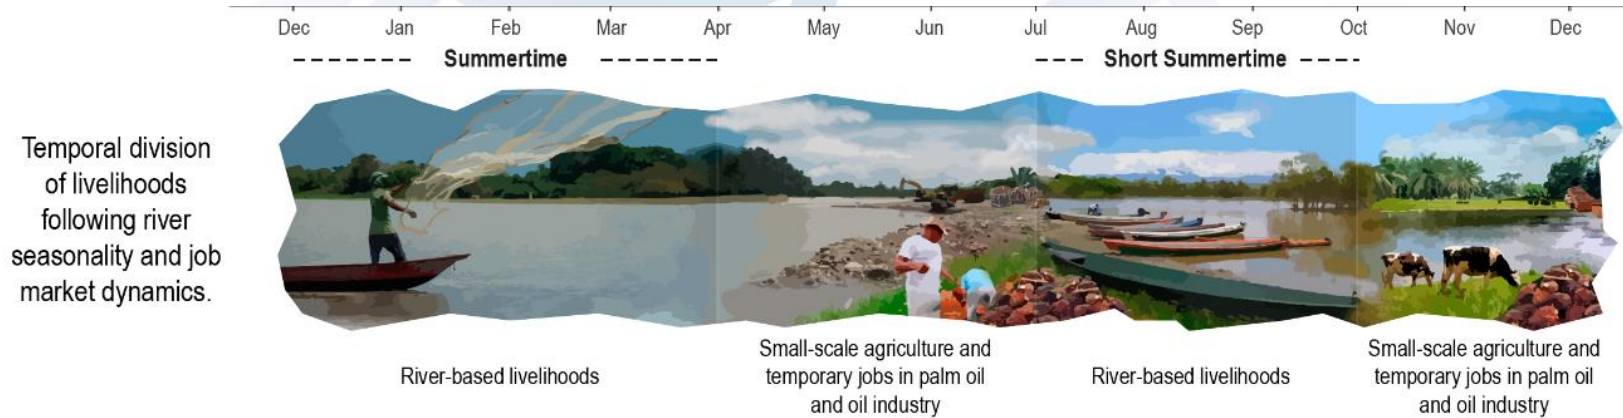 Dec Jan Feb Mar Apr May Jun Jul Aug Sep Oct Nov Dec
Summertime Short Summertime
Temporal division
of livelihoods
following river
seasonality and job
market dynamics.
River-based livelihoods
Small-scale agriculture and
temporary jobs in palm oil
and oil industry
River-based livelihoods
Small-scale agriculture and
temporary jobs in palm oil
and oil industry